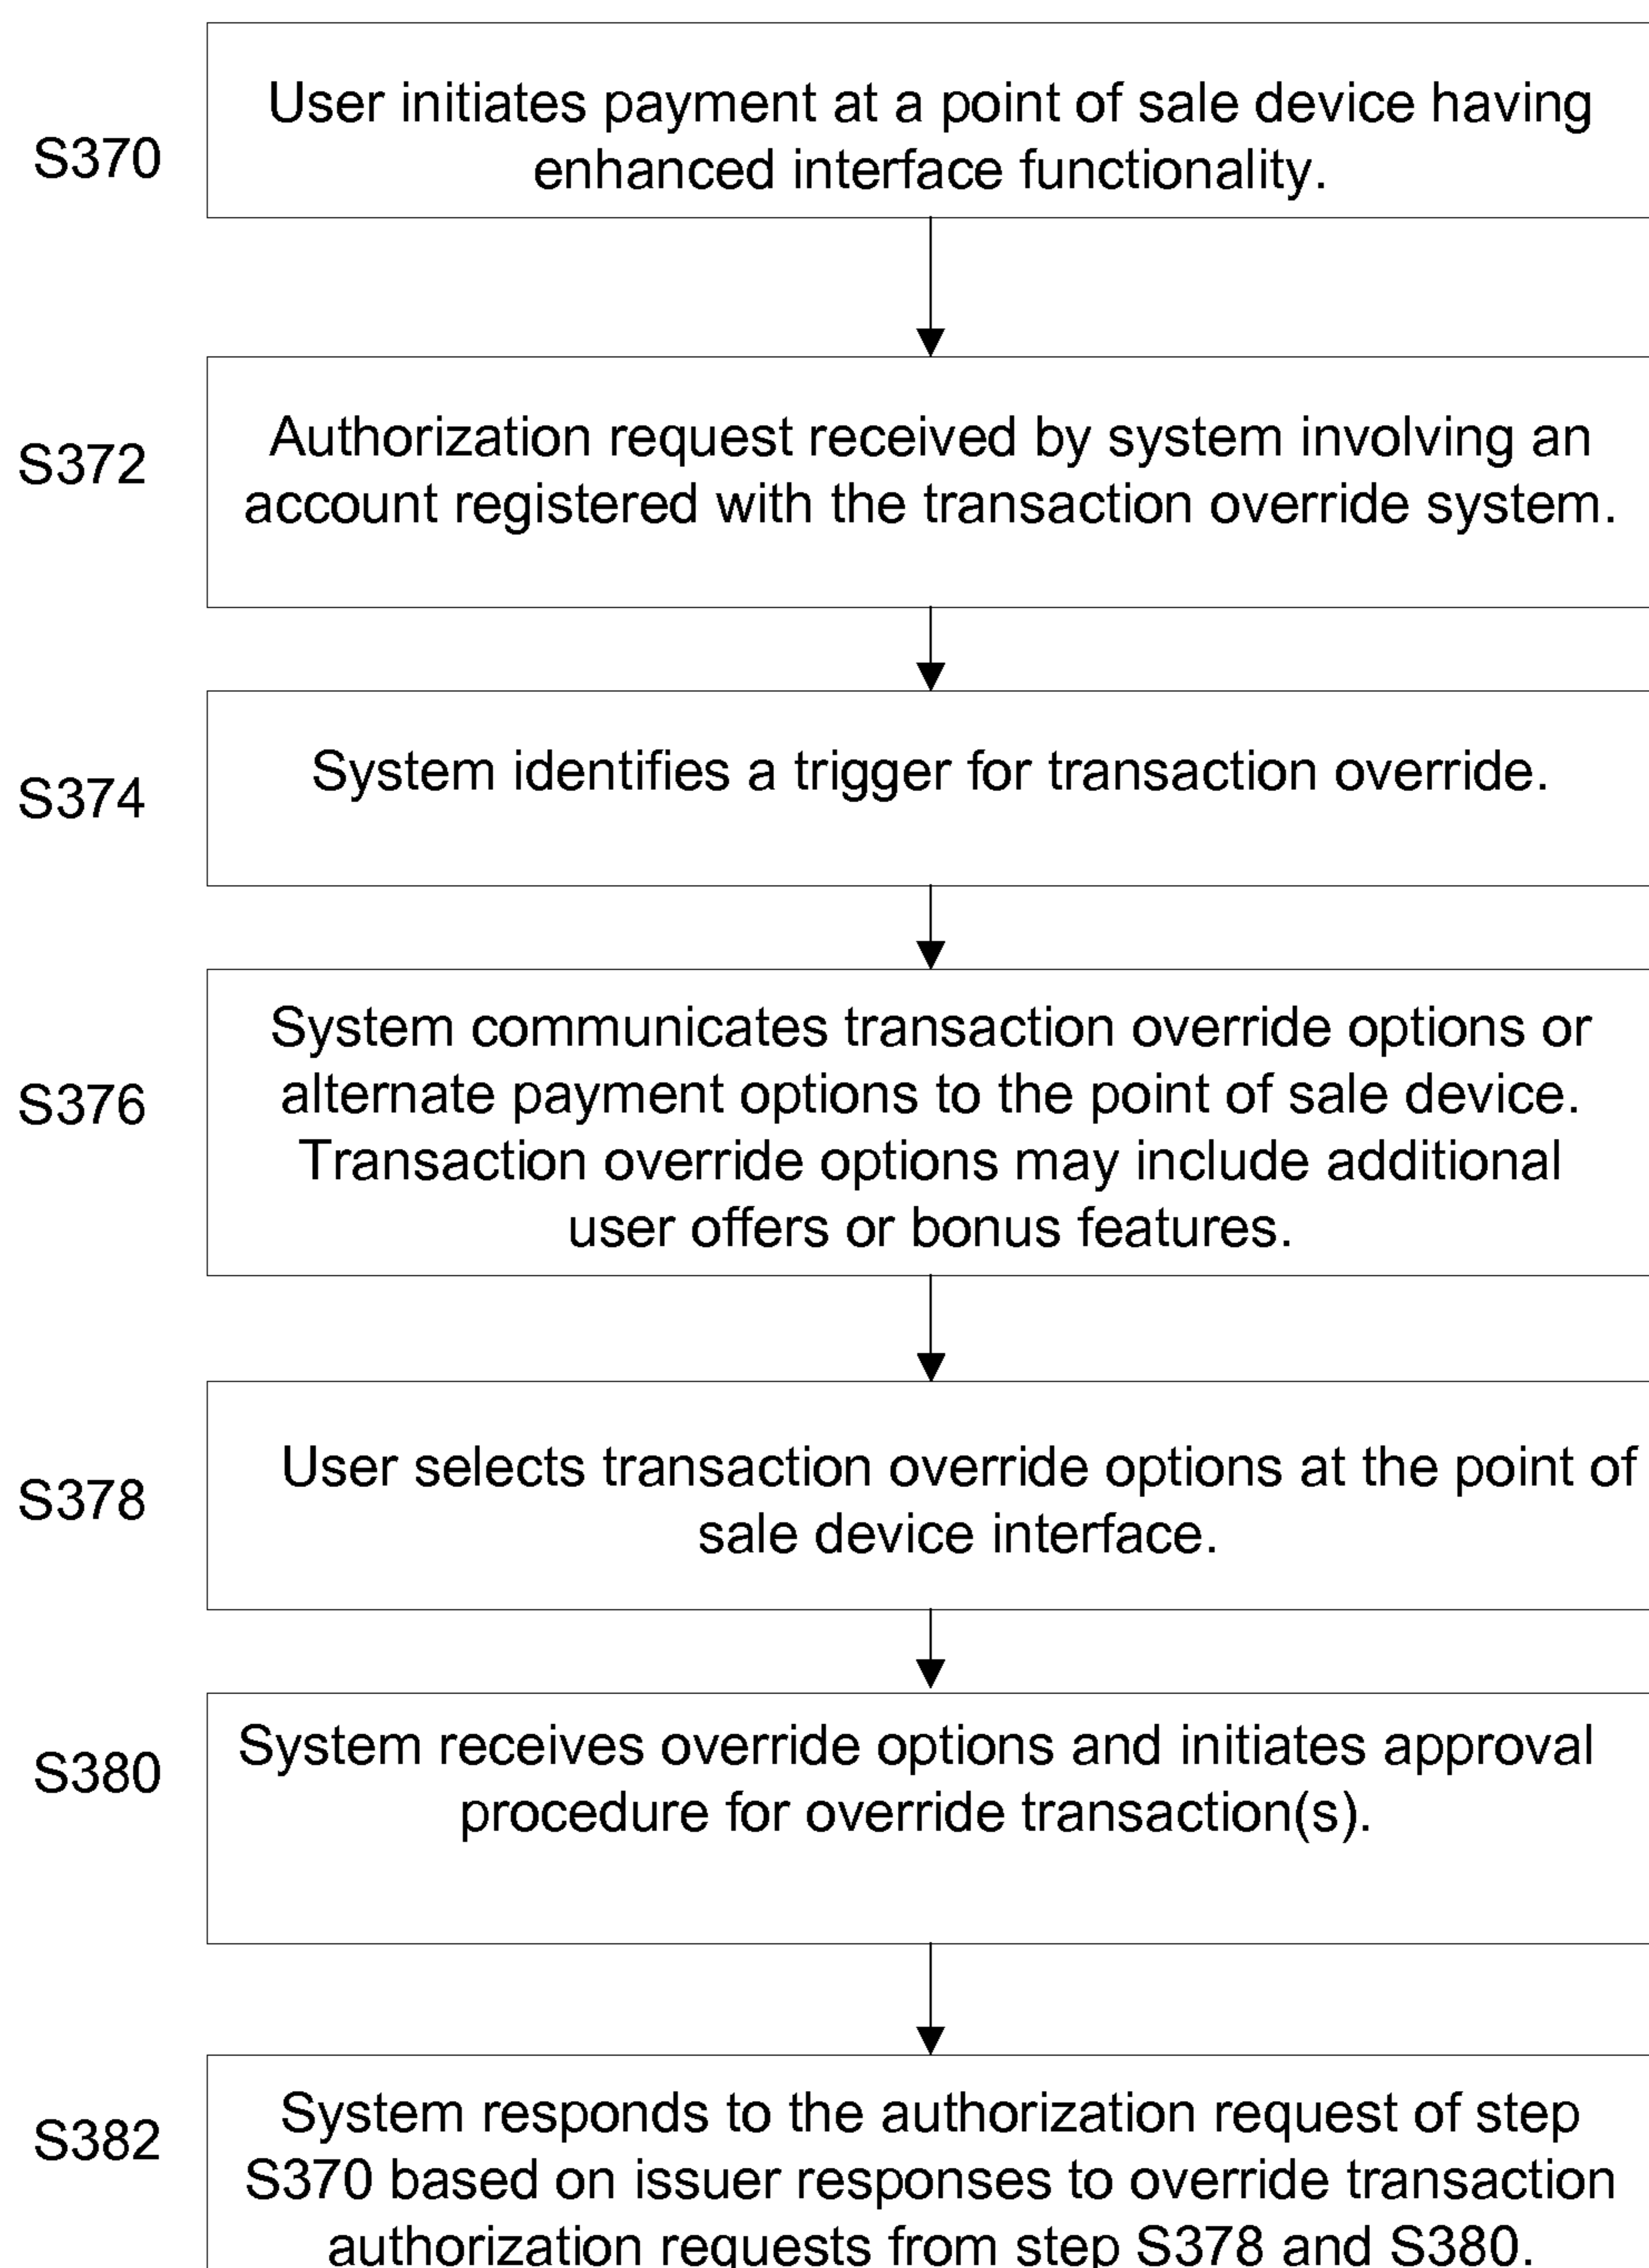 S370
User initiates payment at a point of sale device having
enhanced interface functionality.
S372
Authorization request received by system involving an
account registered with the transaction override system.
S374
System identifies a trigger for transaction override.
S376
System communicates transaction override options or
alternate payment options to the point of sale device.
Transaction override options may include additional
user offers or bonus features.
S378
User selects transaction override options at the point of
sale device interface.
S380
System receives override options and initiates approval
procedure for override transaction(s).
S382
System responds to the authorization request of step
S370 based on issuer responses to override transaction
authorization requests from step S378 and S380.